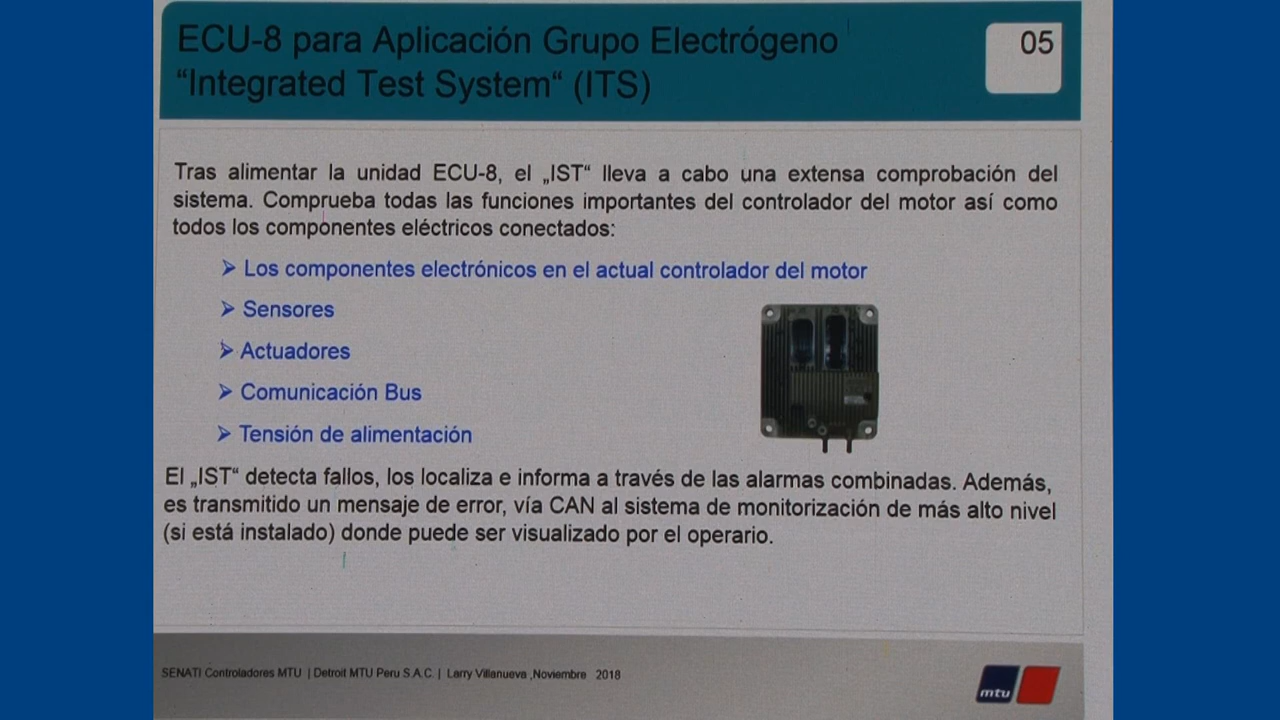 ECU-8 para Aplicación Grupo Electrógeno
“Integrated Test System“ (ITS)
05
Tras alimentar la unidad ECU-8, el „IST“ lleva a cabo una extensa comprobación del
sistema. Comprueba todas las funciones importantes del controlador del motor así como
todos los componentes eléctricos conectados:
➢ Los componentes electrónicos en el actual controlador del motor
➢ Sensores
➢ Actuadores
➢ Comunicación Bus
➢ Tensión de alimentación
El „IST“ detecta fallos, los localiza e informa a través de las alarmas combinadas. Además,
es transmitido un mensaje de error, vía CAN al sistema de monitorización de más alto nivel
(si está instalado) donde puede ser visualizado por el operario.
SENATI Controladores MTU | Detroit MTU Peru S.A.C. | Larry Villanueva ,Noviembre 2018
mtu